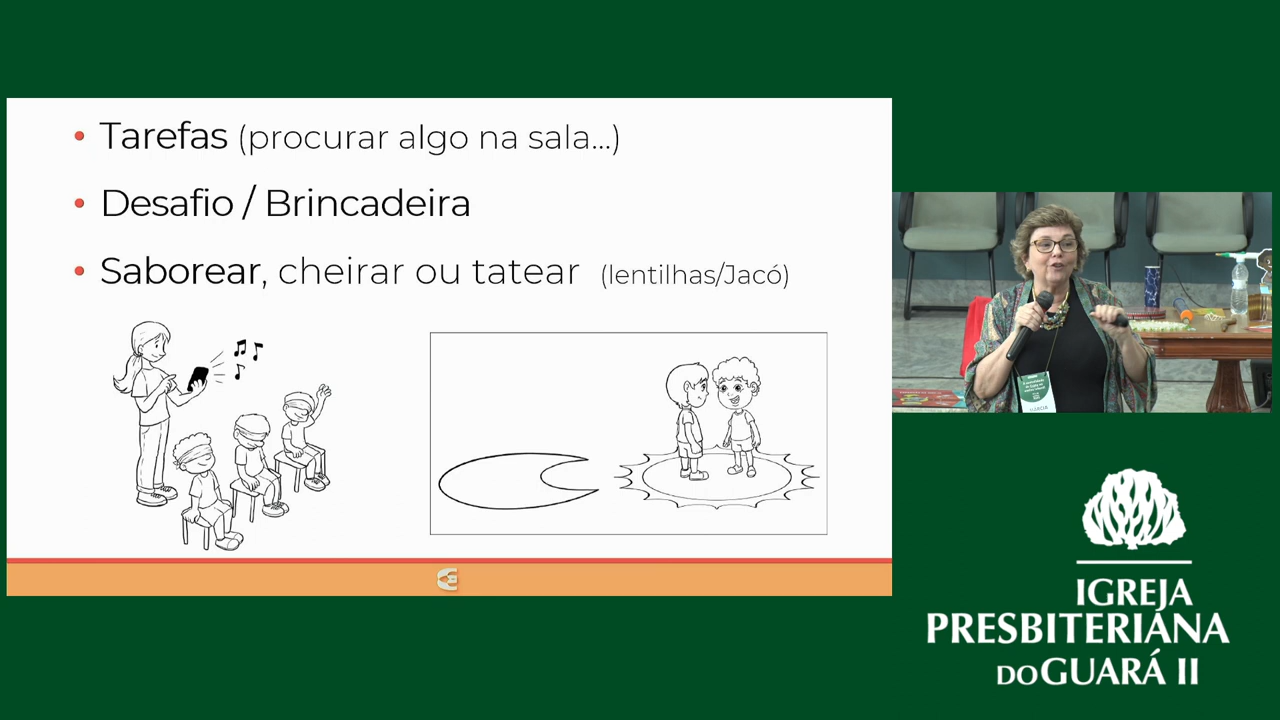 • Tarefas (procurar algo na sala...)
• Desafio / Brincadeira
• Saborear, cheirar ou tatear (lentilhas/Jacó)
IGREJA
PRESBITERIANA
DO GUARÁ II